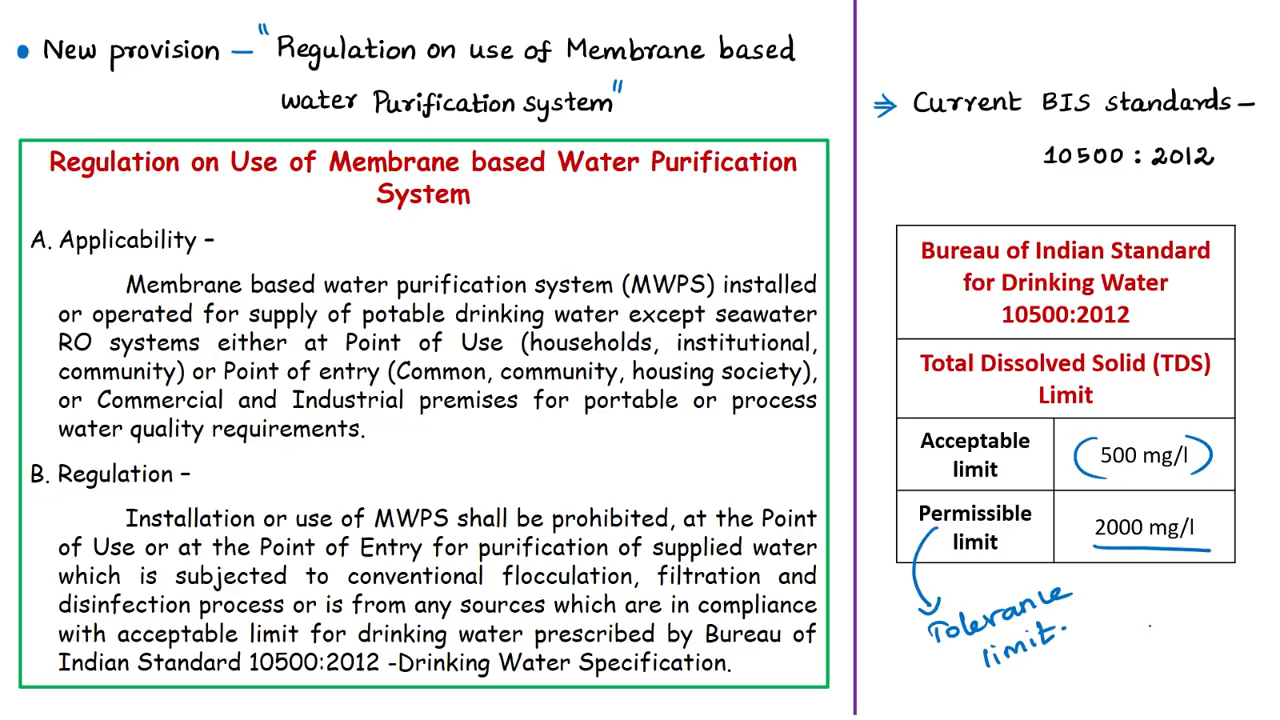 • New provision – "Regulation on use of Membrane based
water Purification system"
Regulation on Use of Membrane based Water Purification
System
A. Applicability –
Membrane based water purification system (MWPS) installed
or operated for supply of potable drinking water except seawater
RO systems either at Point of Use (households, institutional,
community) or Point of entry (Common, community, housing society),
or Commercial and Industrial premises for portable or process
water quality requirements.
B. Regulation –
Installation or use of MWPS shall be prohibited, at the Point
of Use or at the Point of Entry for purification of supplied water
which is subjected to conventional flocculation, filtration and
disinfection process or is from any sources which are in compliance
with acceptable limit for drinking water prescribed by Bureau of
Indian Standard 10500:2012 -Drinking Water Specification.
⇒ Current BIS standards –
10500 : 2012
Bureau of Indian Standard
for Drinking Water
10500:2012
Total Dissolved Solid (TDS)
Limit
Acceptable
limit
500 mg/l
Permissible
limit
2000 mg/l
Tolerance
limit.